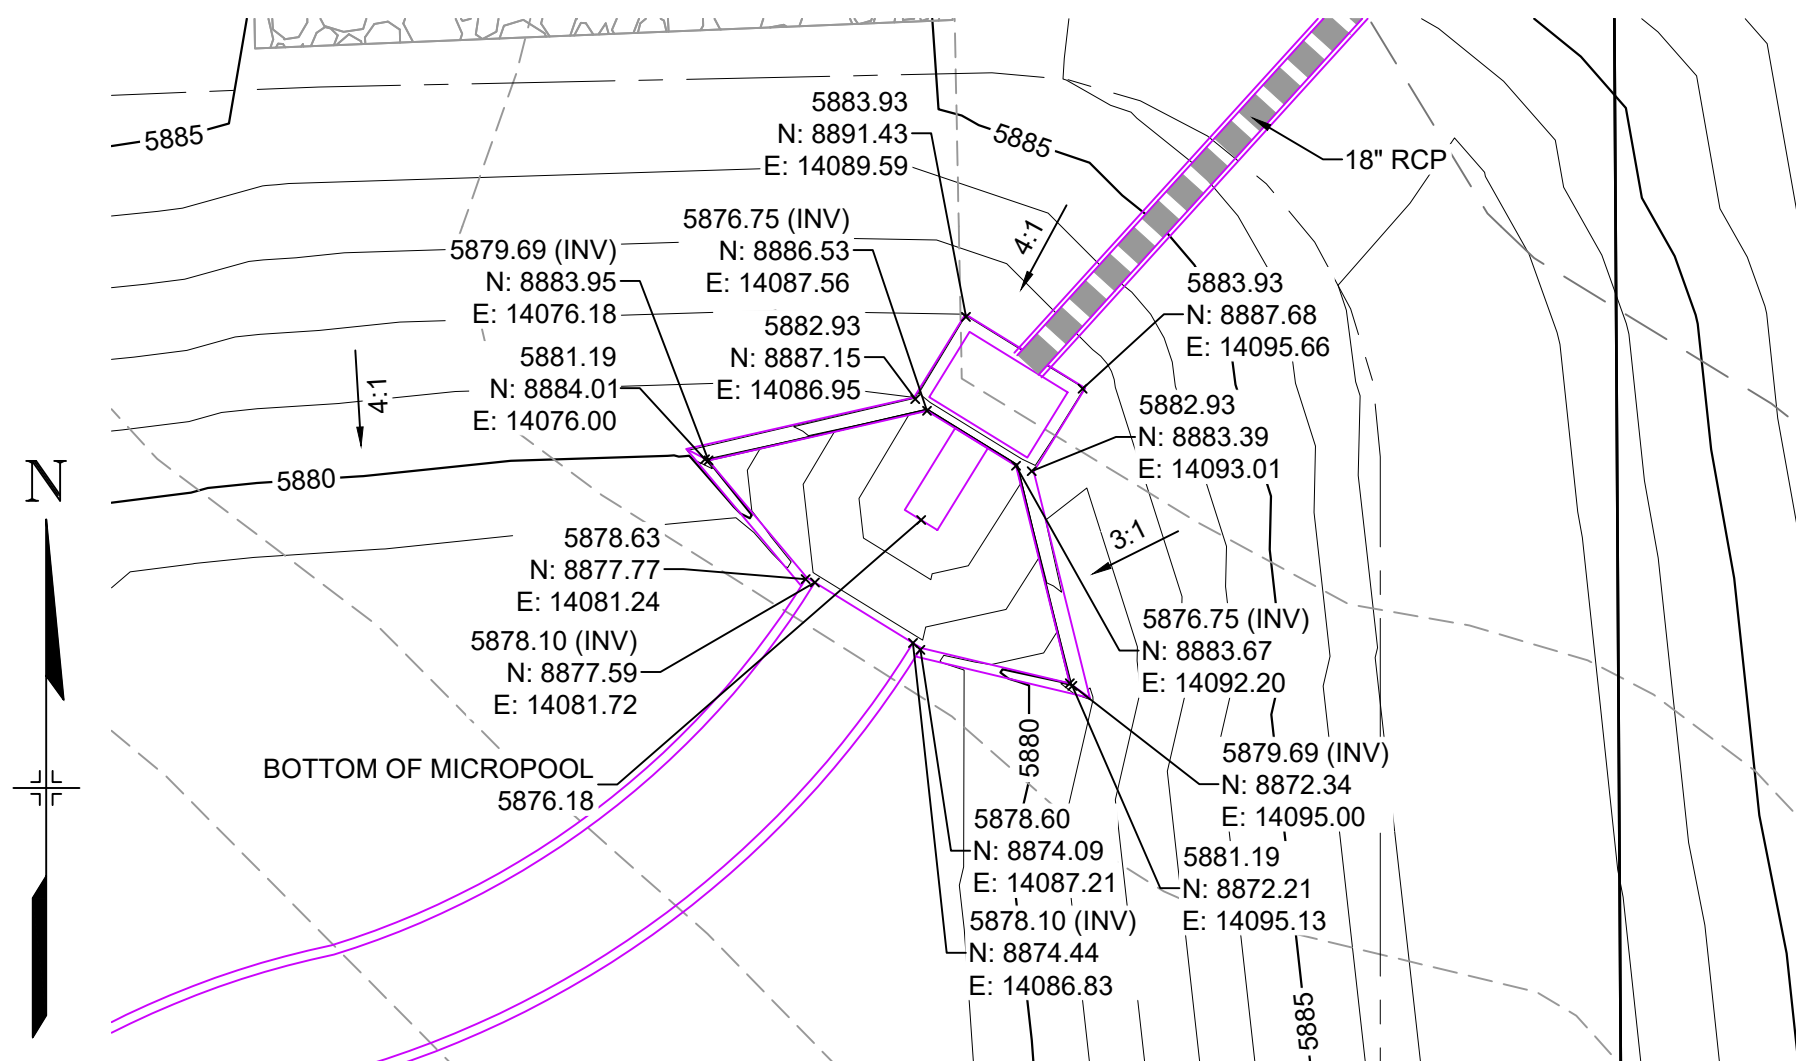 5883.93
N: 8891.43
E: 14089.59
5885
5885
18" RCP
4:1
5876.75 (INV)
N: 8886.53
E: 14087.56
5879.69 (INV)
N: 8883.95
E: 14076.18
5883.93
N: 8887.68
E: 14095.66
5882.93
N: 8887.15
E: 14086.95
5881.19
N: 8884.01
E: 14076.00
4:1
5882.93
N: 8883.39
E: 14093.01
N
5880
5878.63
N: 8877.77
E: 14081.24
3:1
5876.75 (INV)
N: 8883.67
E: 14092.20
5878.10 (INV)
N: 8877.59
E: 14081.72
5880
BOTTOM OF MICROPOOL
5876.18
5879.69 (INV)
N: 8872.34
E: 14095.00
5878.60
N: 8874.09
E: 14087.21
5881.19
N: 8872.21
E: 14095.13
5878.10 (INV)
N: 8874.44
E: 14086.83
5885